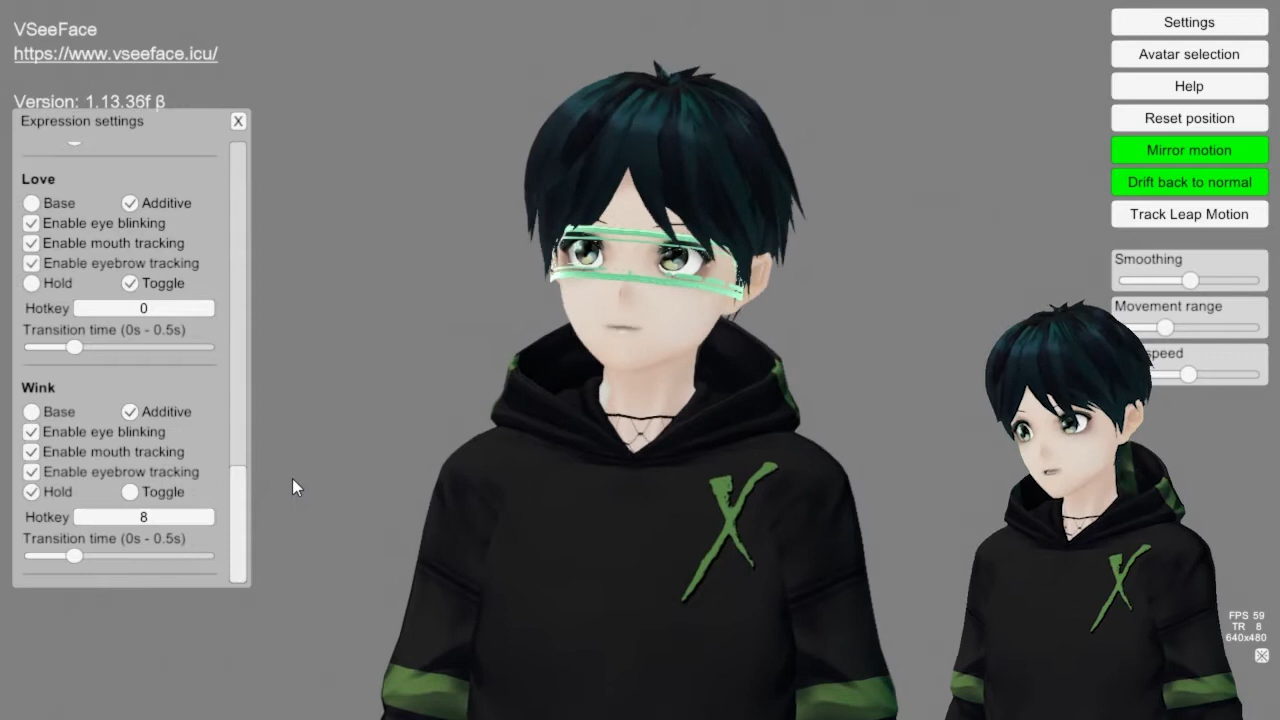 VSeeFace
https://www.vseeface.icu/
Version: 1.13.36f β
Expression settings
X
Love
Base
Additive
Enable eye blinking
Enable mouth tracking
Enable eyebrow tracking
Hold
Toggle
Hotkey
0
Transition time (0s - 0.5s)
Wink
Base
Additive
Enable eye blinking
Enable mouth tracking
Enable eyebrow tracking
Hold
Toggle
Hotkey
8
Transition time (0s - 0.5s)
Settings
Avatar selection
Help
Reset position
Mirror motion
Drift back to normal
Track Leap Motion
Smoothing
Movement range
speed
FPS 59
TR 8
640x480